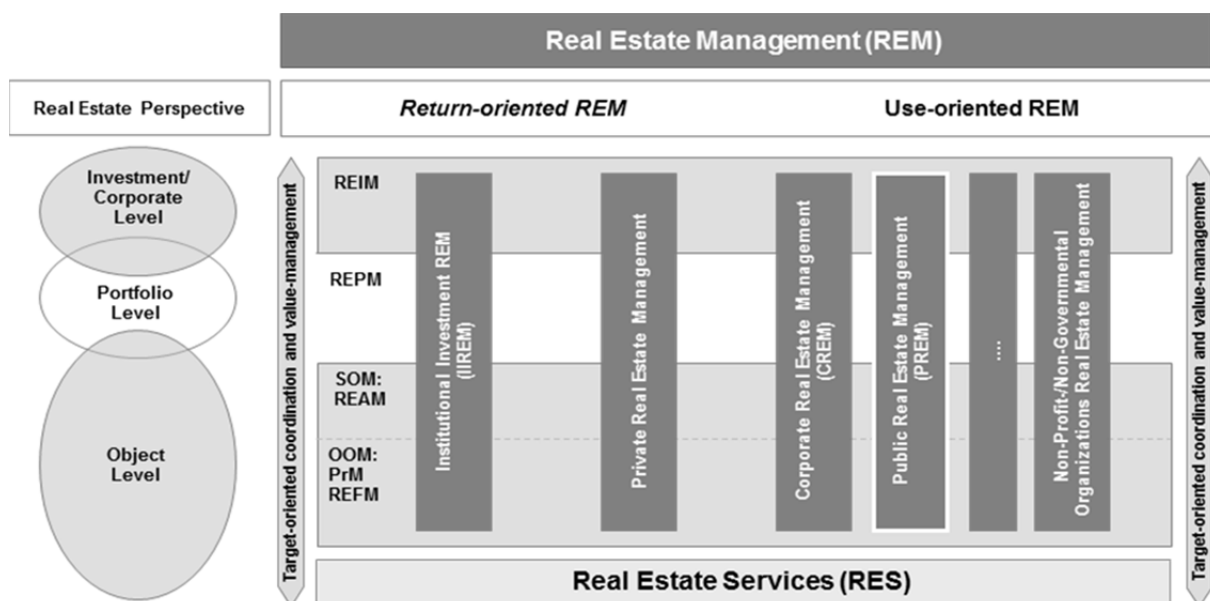 Real Estate Management (REM)
Real Estate Perspective
Return-oriented REM
Use-oriented REM
Investment/
Corporate
Level
Portfolio
Level
Object
Level
Target-oriented coordination and value-management
REIM
REPM
SOM:
REAM
OOM:
PrM
REFM
Institutional Investment REM
(IIREM)
Private Real Estate Management
Corporate Real Estate Management
(CREM)
Public Real Estate Management
(PREM)
....
Non-Profit-/Non-Governmental
Organizations Real Estate Management
Target-oriented coordination and value-management
Real Estate Services (RES)